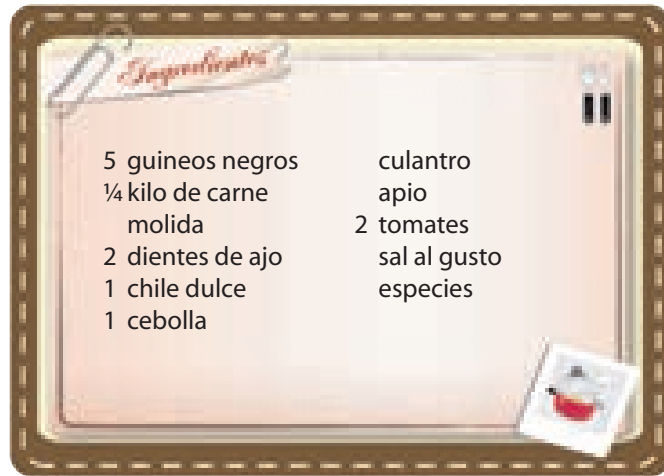 Ingredientes
5 guineos negros
¼ kilo de carne
molida
2 dientes de ajo
1 chile dulce
1 cebolla
culantro
apio
2 tomates
sal al gusto
especies